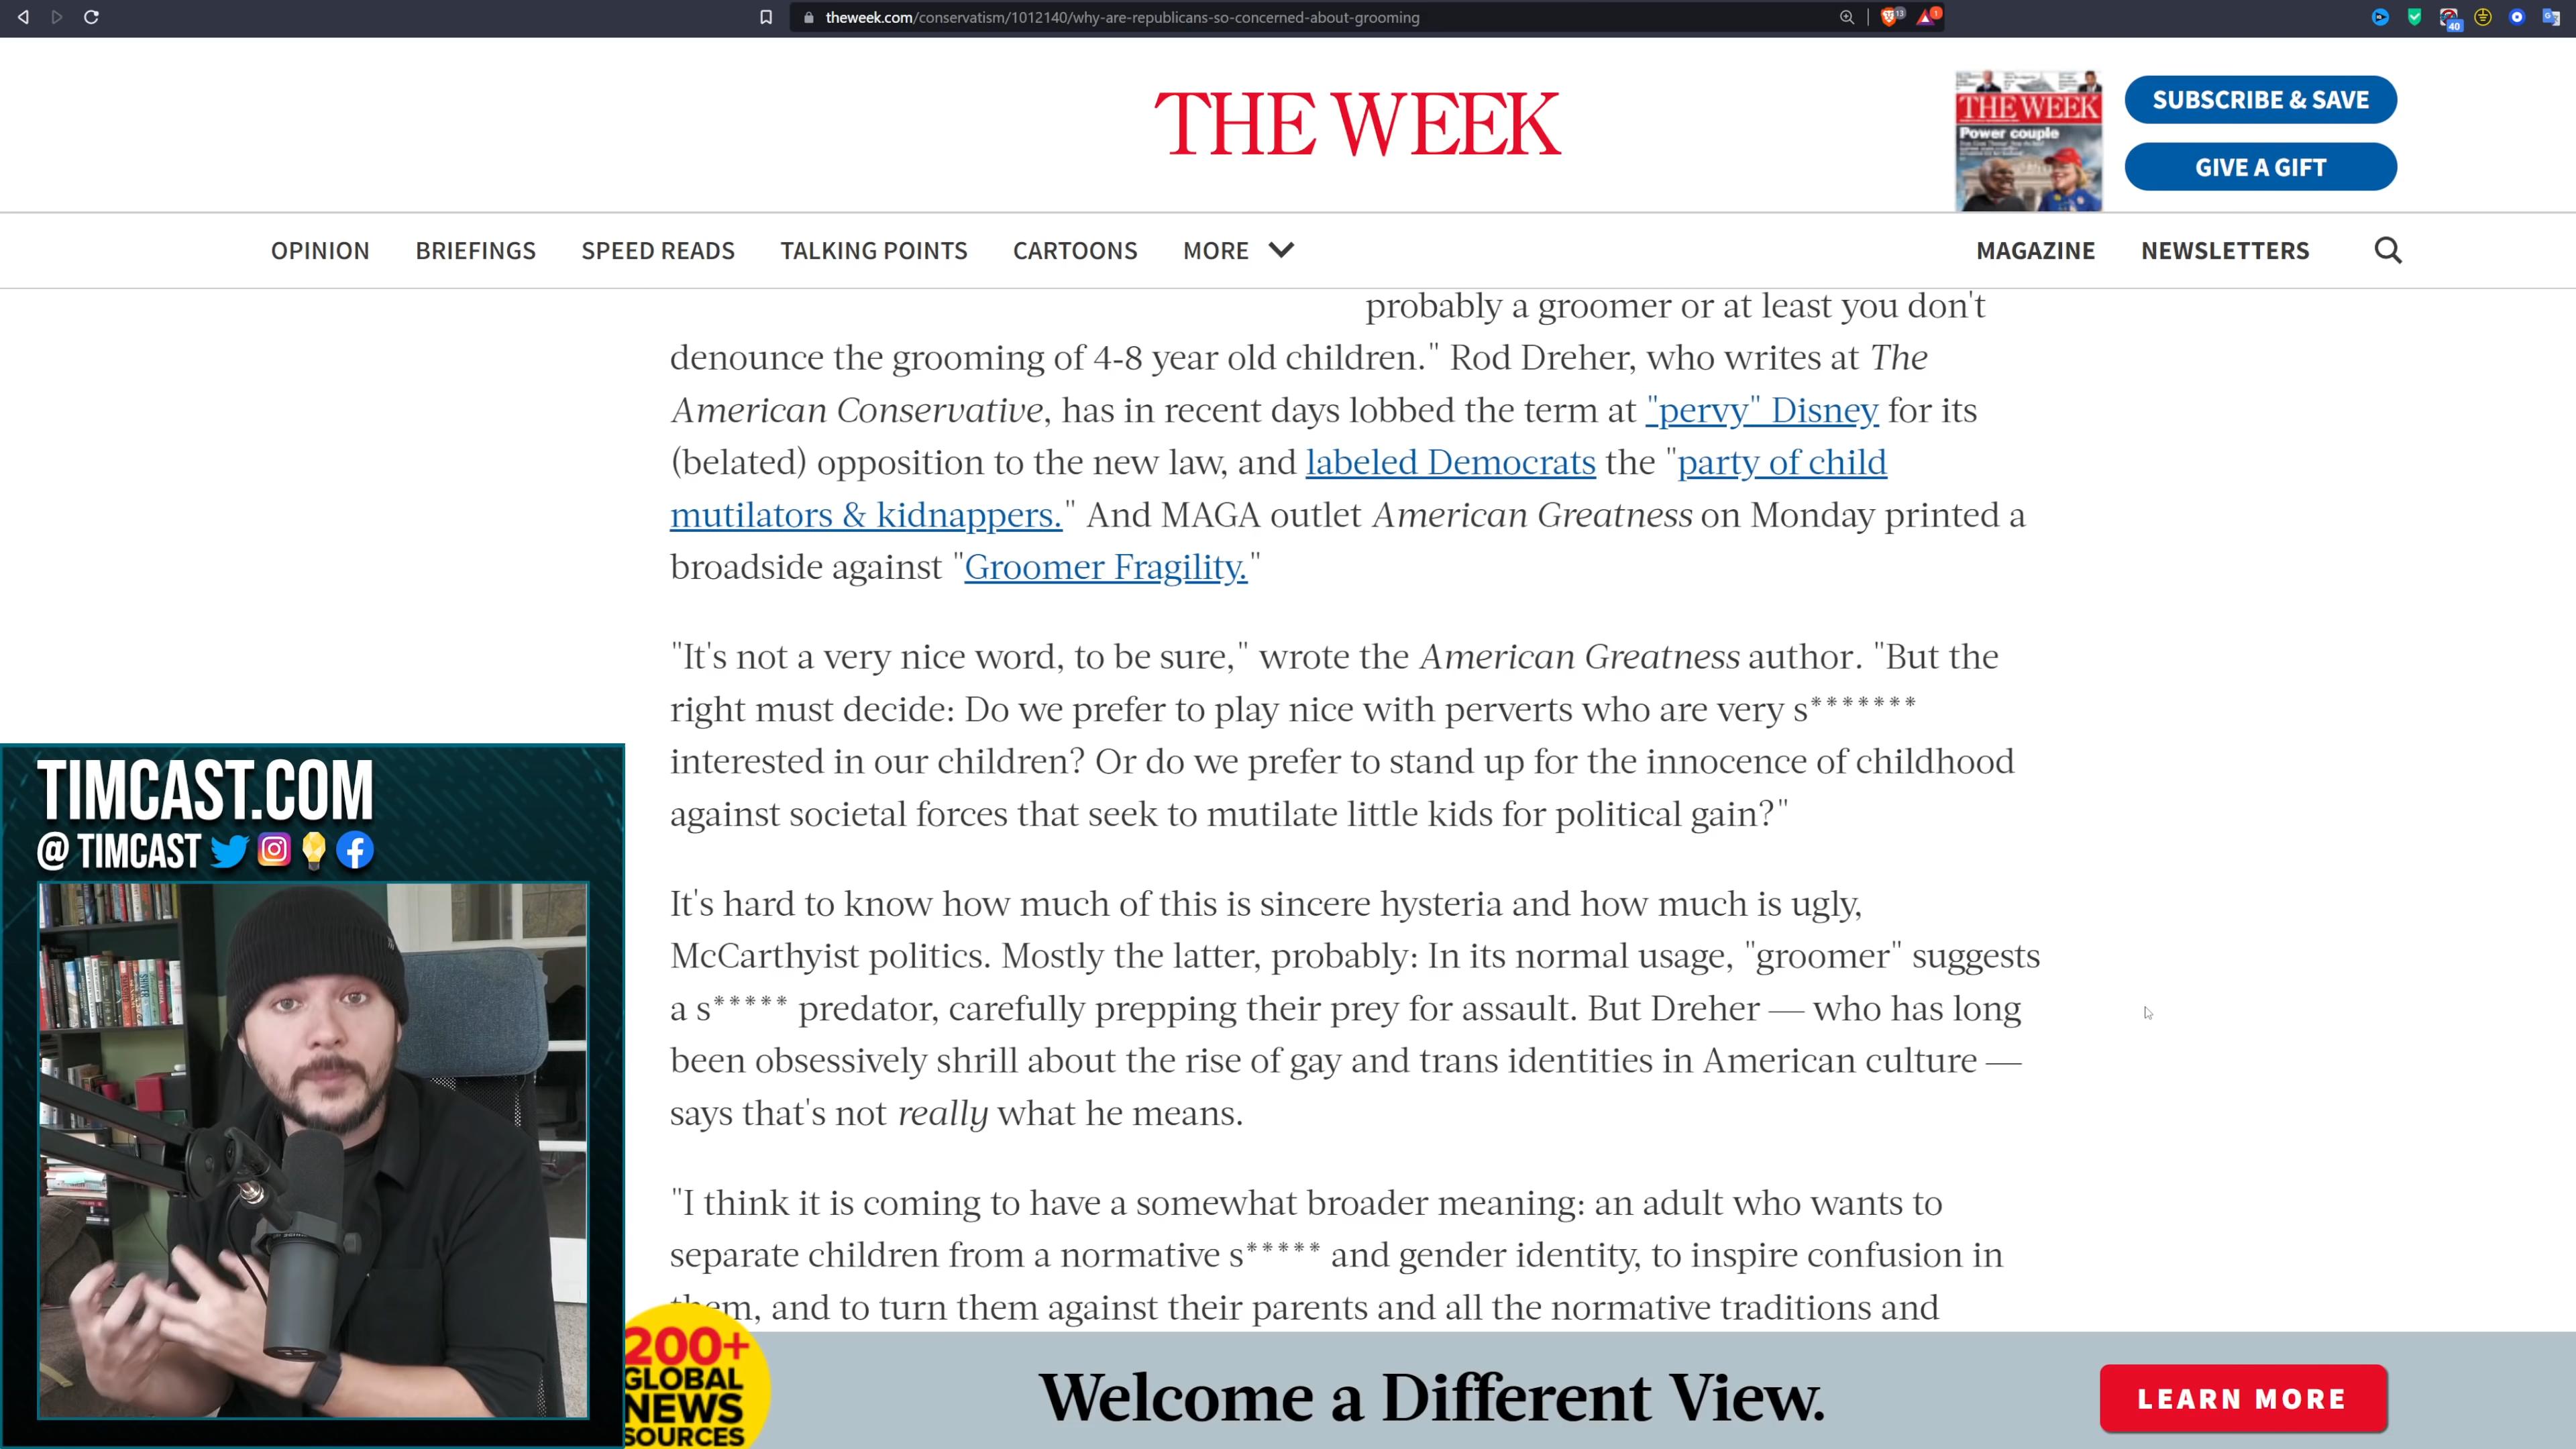 theweek.com/conservatism/1012140/why-are-republicans-so-concerned-about-grooming
13
1
40
THE WEEK
THE WEEK
Power couple
SUBSCRIBE & SAVE
GIVE A GIFT
OPINION BRIEFINGS SPEED READS TALKING POINTS CARTOONS MORE MAGAZINE NEWSLETTERS
probably a groomer or at least you don't
denounce the grooming of 4-8 year old children." Rod Dreher, who writes at The
American Conservative, has in recent days lobbed the term at "pervy" Disney for its
(belated) opposition to the new law, and labeled Democrats the "party of child
mutilators & kidnappers." And MAGA outlet American Greatness on Monday printed a
broadside against "Groomer Fragility."
"It's not a very nice word, to be sure," wrote the American Greatness author. "But the
right must decide: Do we prefer to play nice with perverts who are very s*******
interested in our children? Or do we prefer to stand up for the innocence of childhood
against societal forces that seek to mutilate little kids for political gain?"
It's hard to know how much of this is sincere hysteria and how much is ugly,
McCarthyist politics. Mostly the latter, probably: In its normal usage, "groomer" suggests
a s***** predator, carefully prepping their prey for assault. But Dreher — who has long
been obsessively shrill about the rise of gay and trans identities in American culture —
says that's not really what he means.
"I think it is coming to have a somewhat broader meaning: an adult who wants to
separate children from a normative s***** and gender identity, to inspire confusion in
them, and to turn them against their parents and all the normative traditions and
TIMCAST.COM
@ TIMCAST
200+
GLOBAL
NEWS
SOURCES
Welcome a Different View.
LEARN MORE